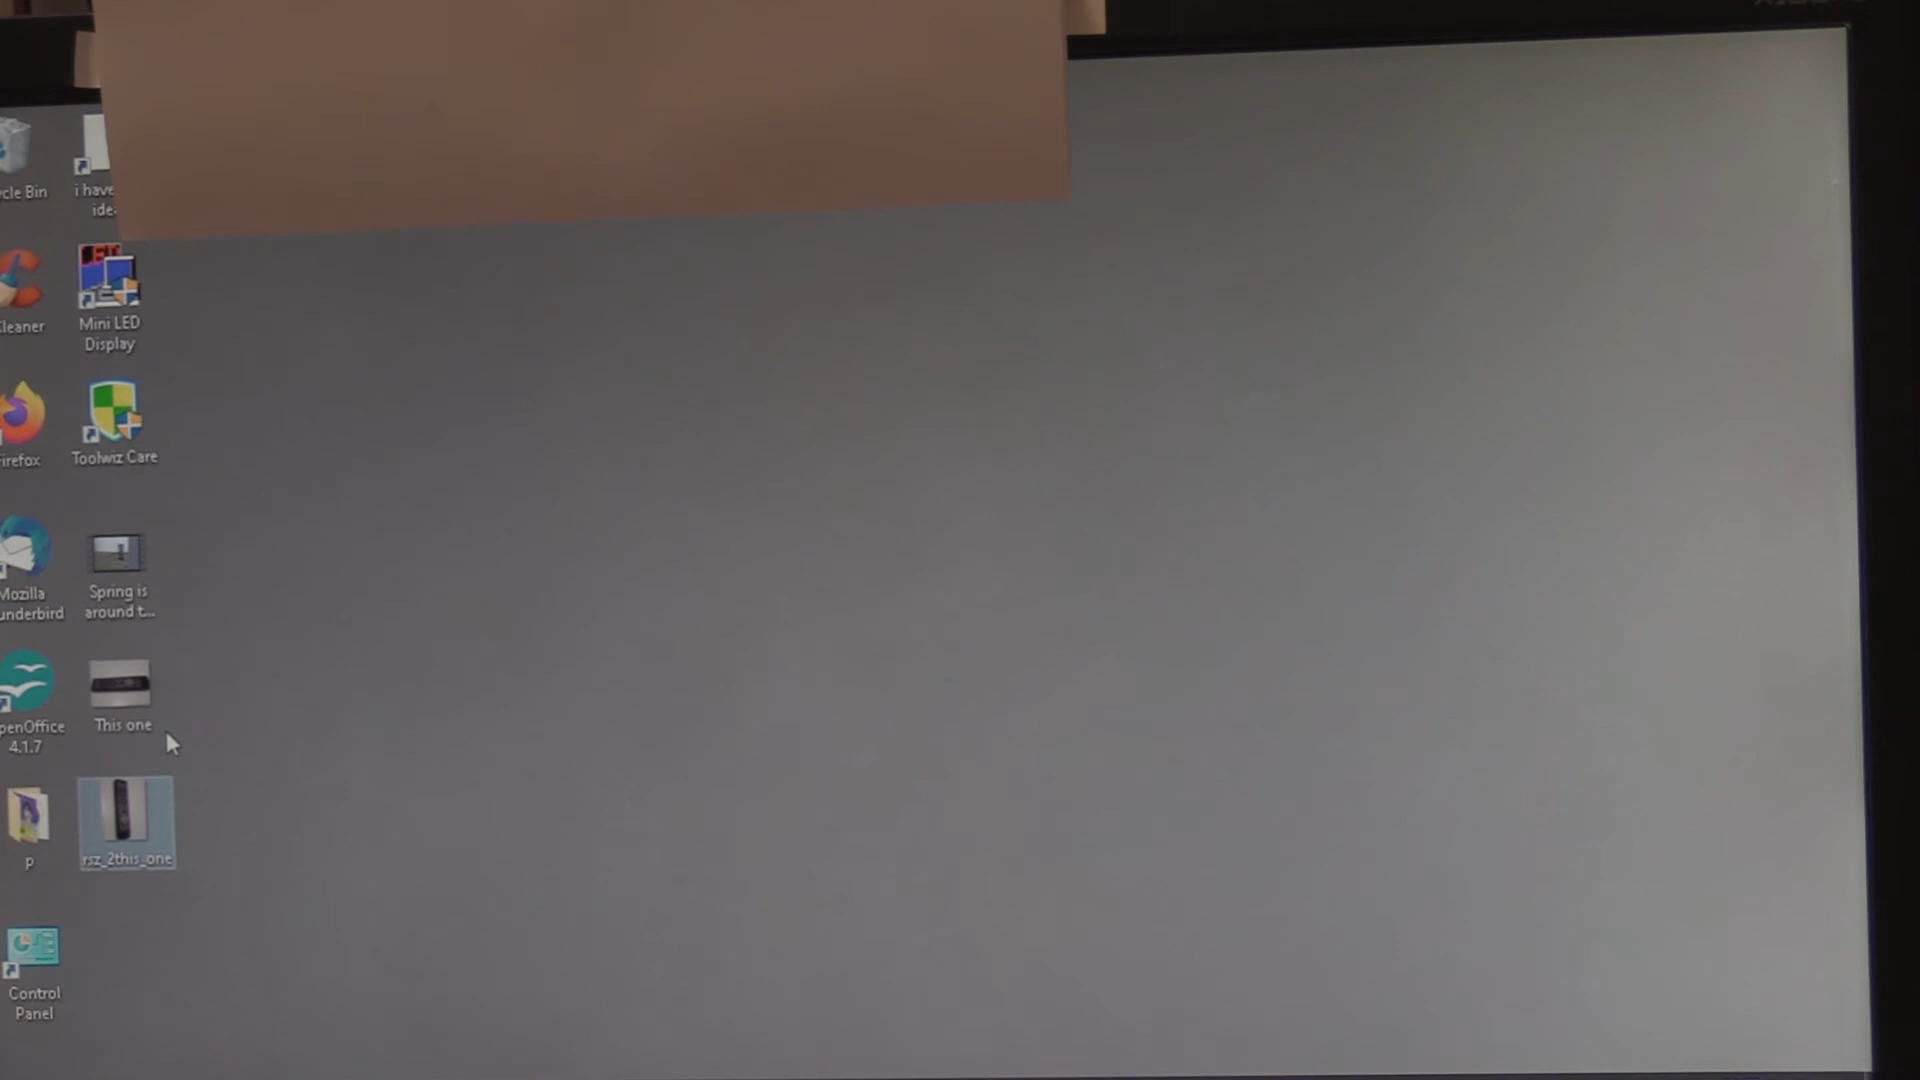 cle Bin
i have
ide
Cleaner
Mini LED
Display
irefox
Toolwiz Care
Mozilla
underbird
Spring is
around t...
penOffice
4.1.7
This one
p
rsz_2this_one
Control
Panel